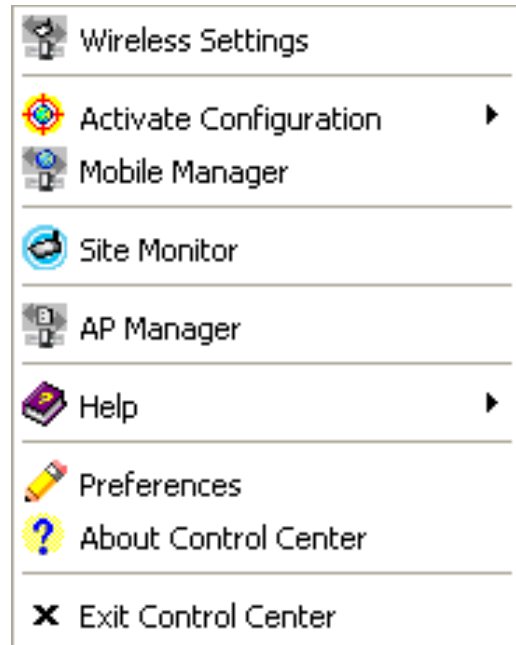 Wireless Settings
Activate Configuration
Mobile Manager
Site Monitor
AP Manager
Help
Preferences
About Control Center
Exit Control Center